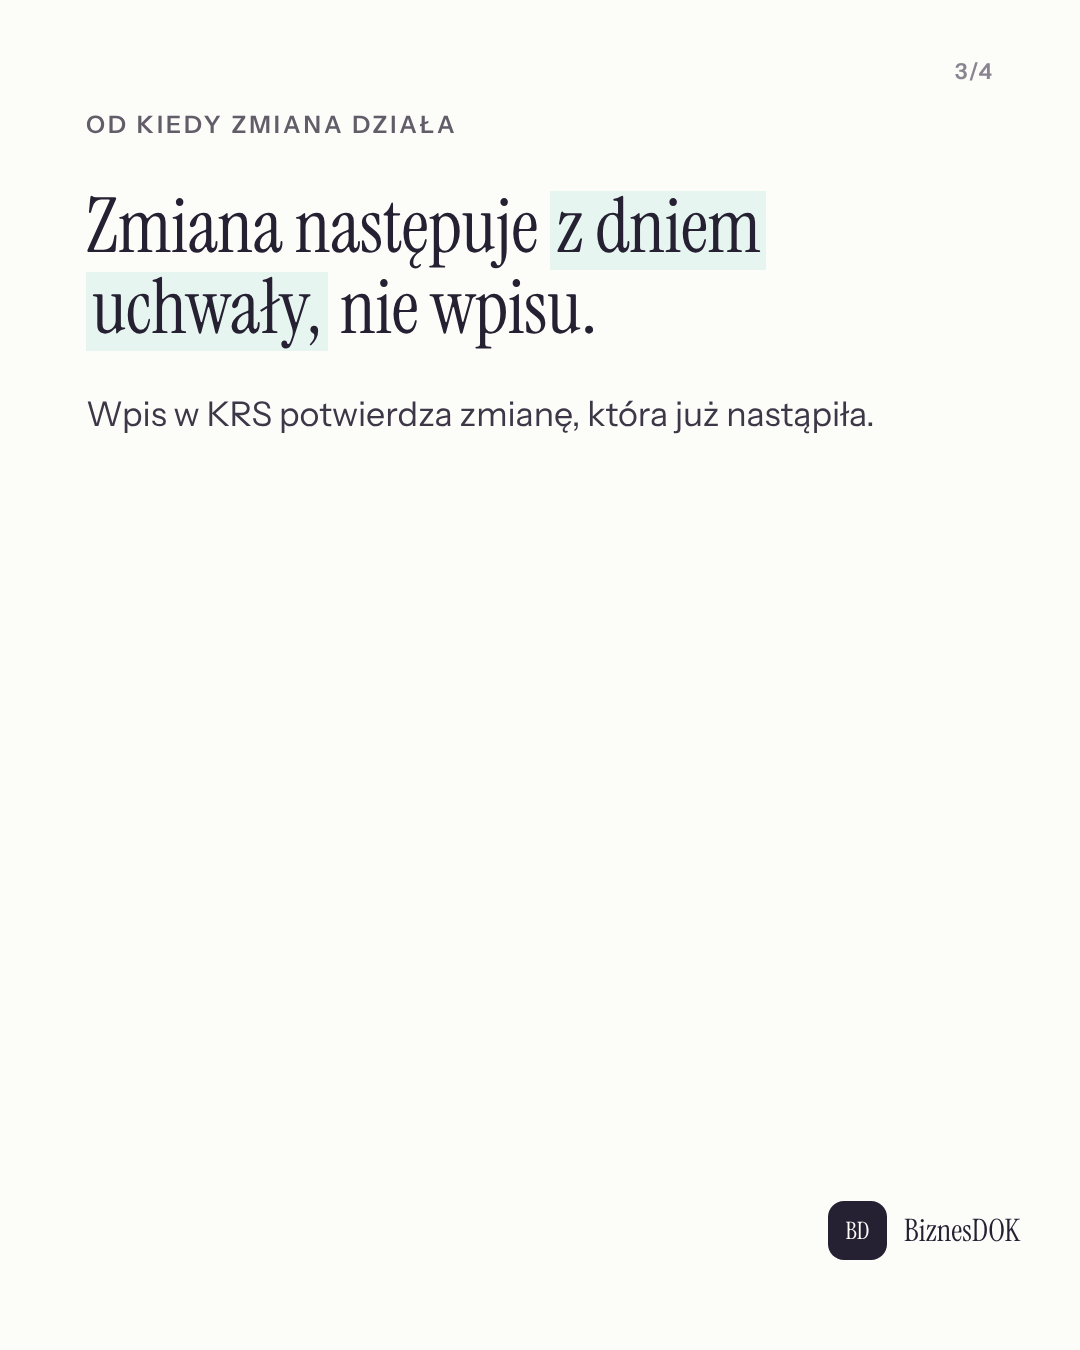 3/4
OD KIEDY ZMIANA DZIAŁA
Zmiana następuje z dniem
uchwały, nie wpisu.
Wpis w KRS potwierdza zmianę, która już nastąpiła.
BD BiznesDOK